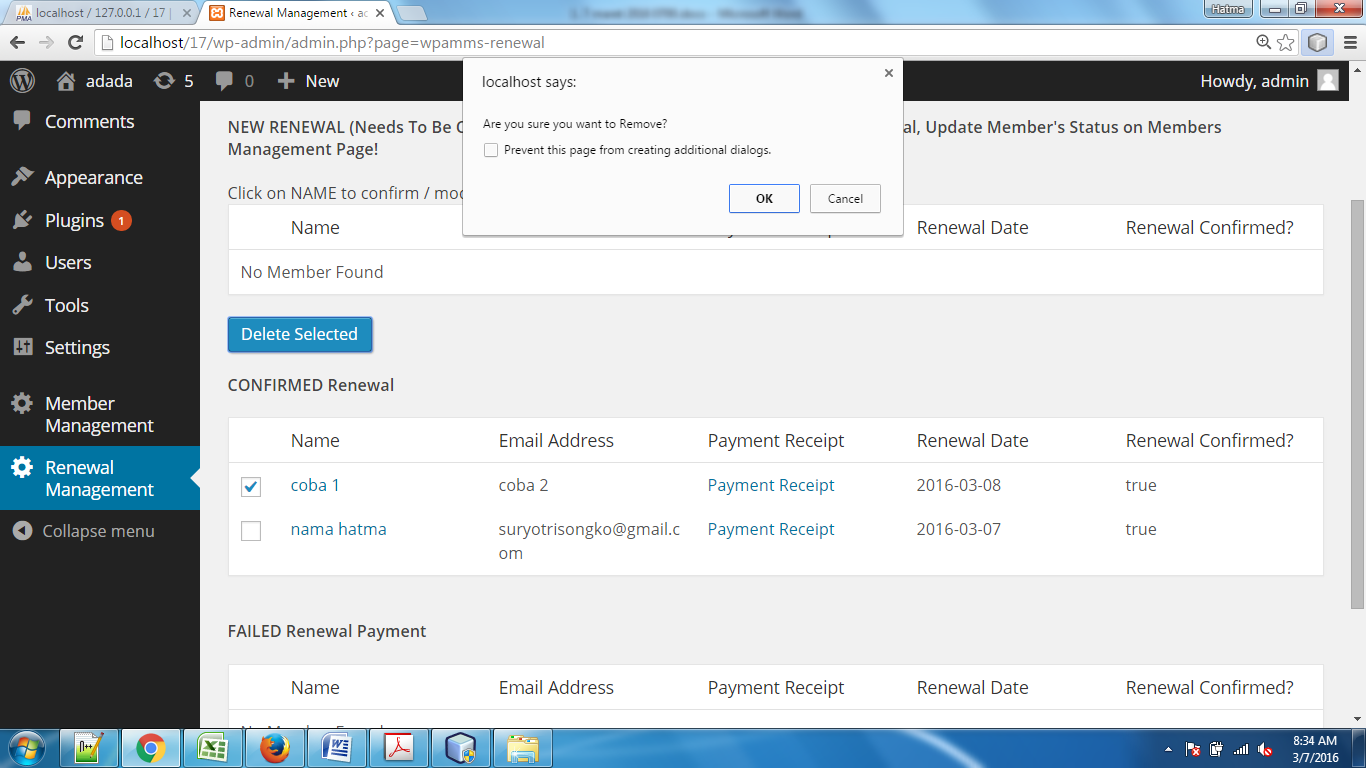 localhost / 127.0.0.1 / 17 |
Renewal Management ‹ ad
Hatma
localhost/17/wp-admin/admin.php?page=wpamms-renewal
adada
5
0
New
Howdy, admin
localhost says:
Are you sure you want to Remove?
Prevent this page from creating additional dialogs.
OK
Cancel
Comments
Appearance
Plugins 1
Users
Tools
Settings
Member
Management
Renewal
Management
Collapse menu
NEW RENEWAL (Needs To Be , Update Member's Status on Members
Management Page!
Click on NAME to confirm /
Name Renewal Date Renewal Confirmed?
No Member Found
Delete Selected
CONFIRMED Renewal
Name Email Address Payment Receipt Renewal Date Renewal Confirmed?
coba 1 coba 2 Payment Receipt 2016-03-08 true
nama hatma suryotrisongko@gmail.c Payment Receipt 2016-03-07 true
om
FAILED Renewal Payment
Name Email Address Payment Receipt Renewal Date Renewal Confirmed?
8:34 AM
3/7/2016